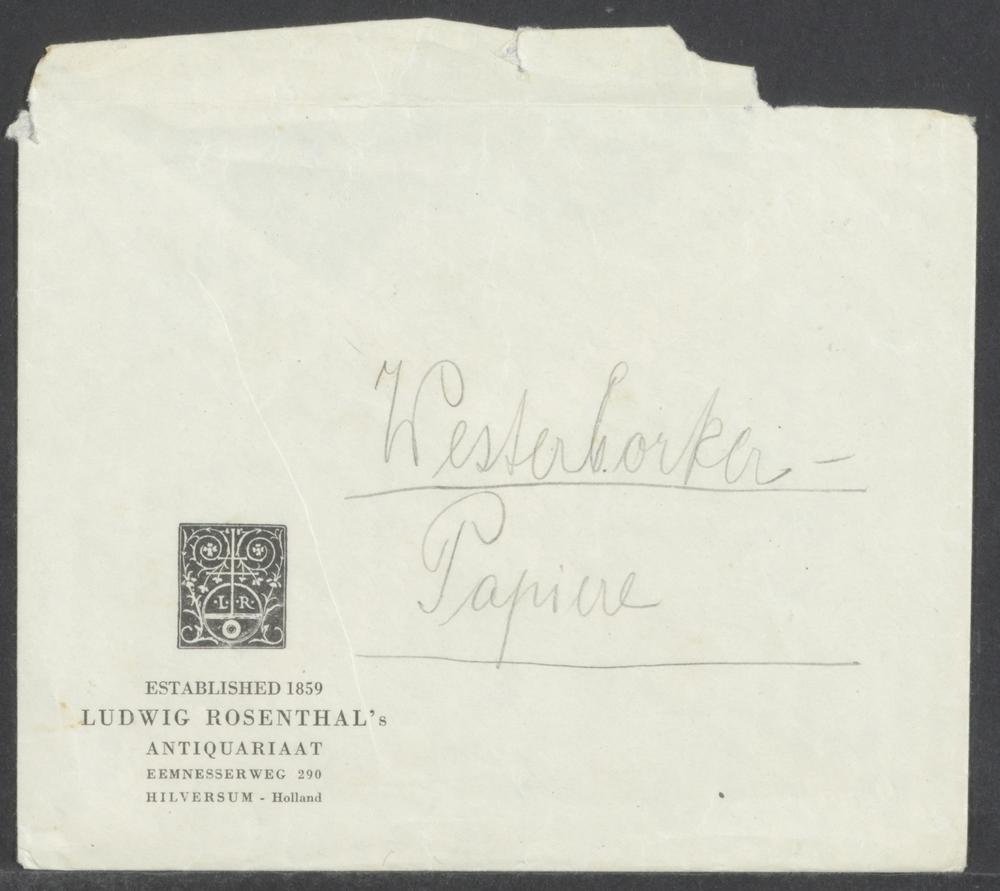 Westerborker-
Papiere
·L·R·
ESTABLISHED 1859
LUDWIG ROSENTHAL's
ANTIQUARIAAT
EEMNESSERWEG 290
HILVERSUM - Holland